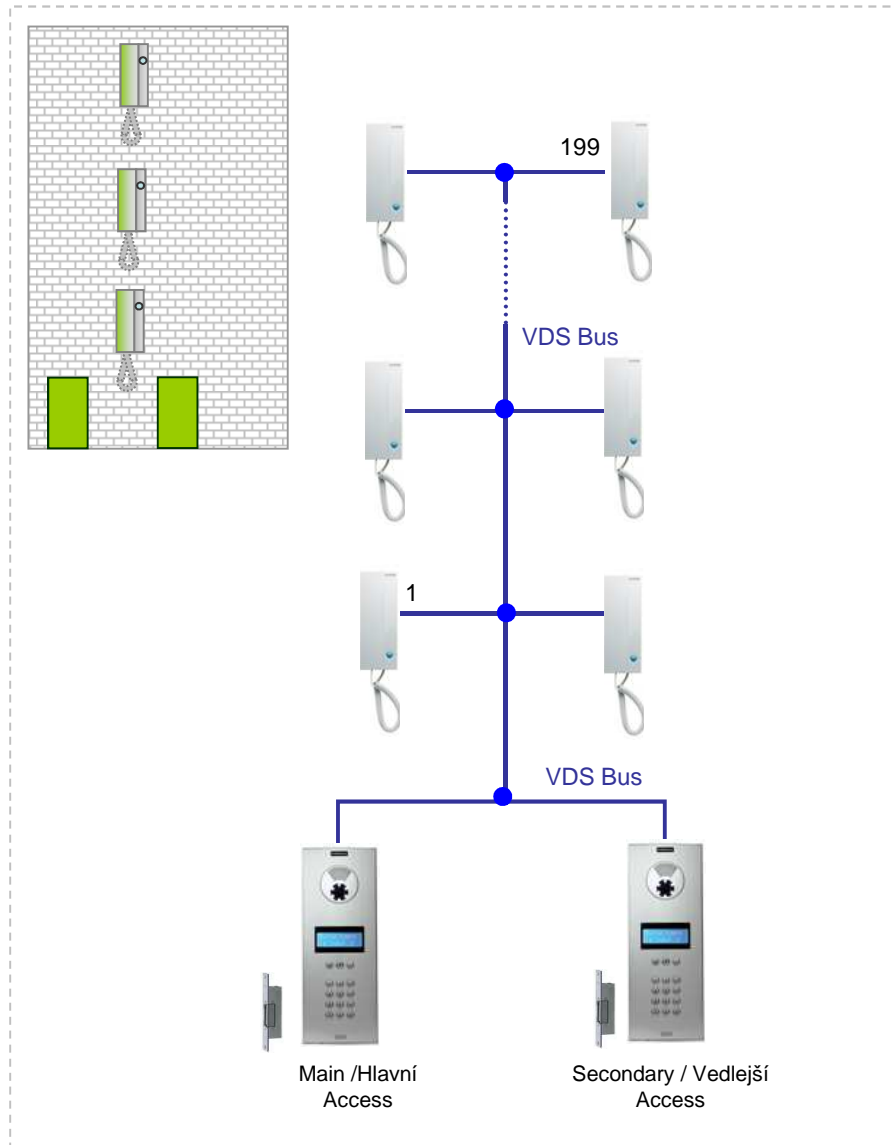 199
VDS Bus
1
VDS Bus
Main /Hlavní
Access
Secondary / Vedlejší
Access